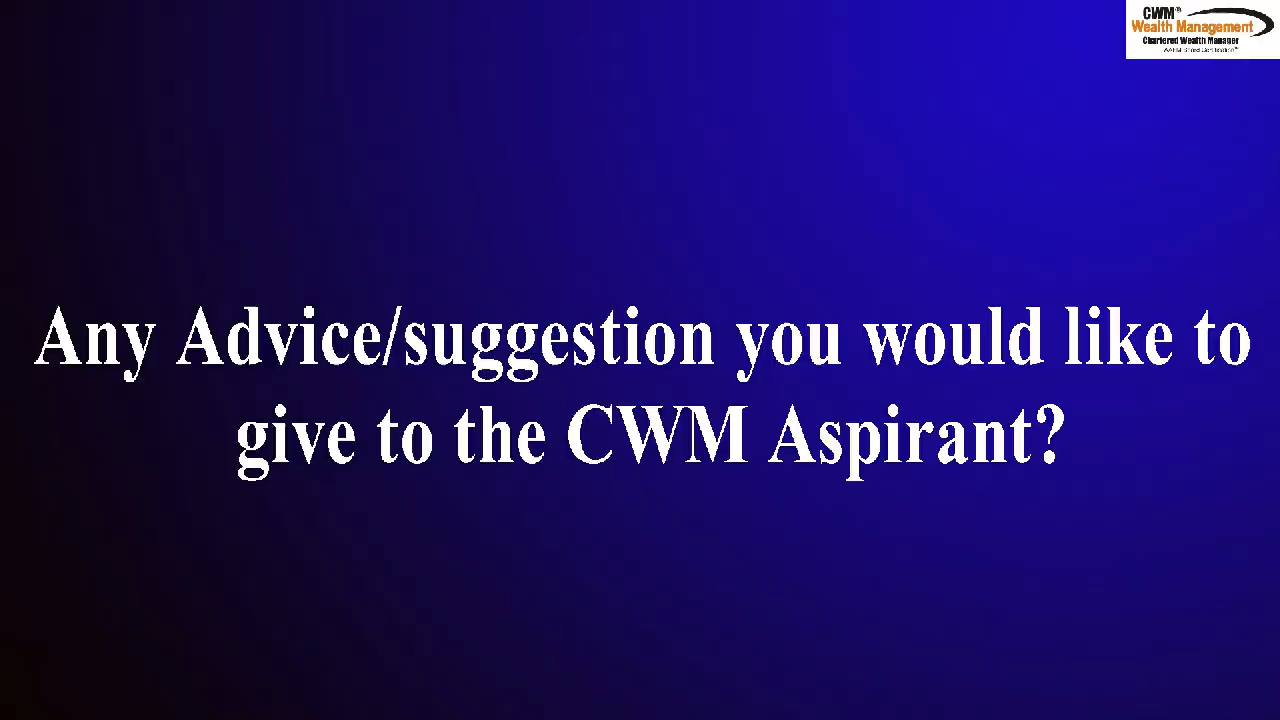 CWM®
Wealth Management
Chartered Wealth Manager
Any Advice/suggestion you would like to
give to the CWM Aspirant?